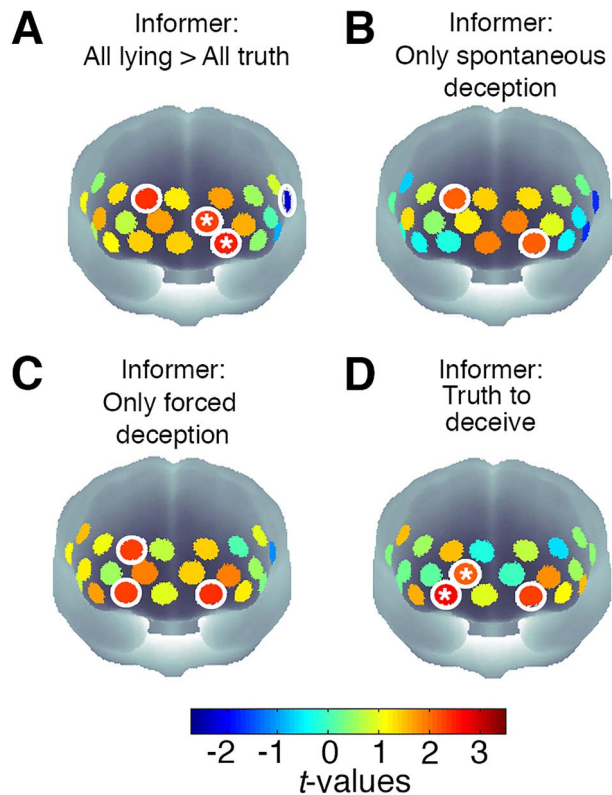 A
Informer:
All lying > All truth
B
Informer:
Only spontaneous
deception
*
*
C
Informer:
Only forced
deception
D
Informer:
Truth to
deceive
*
*
-2 -1 0 1 2 3
t-values